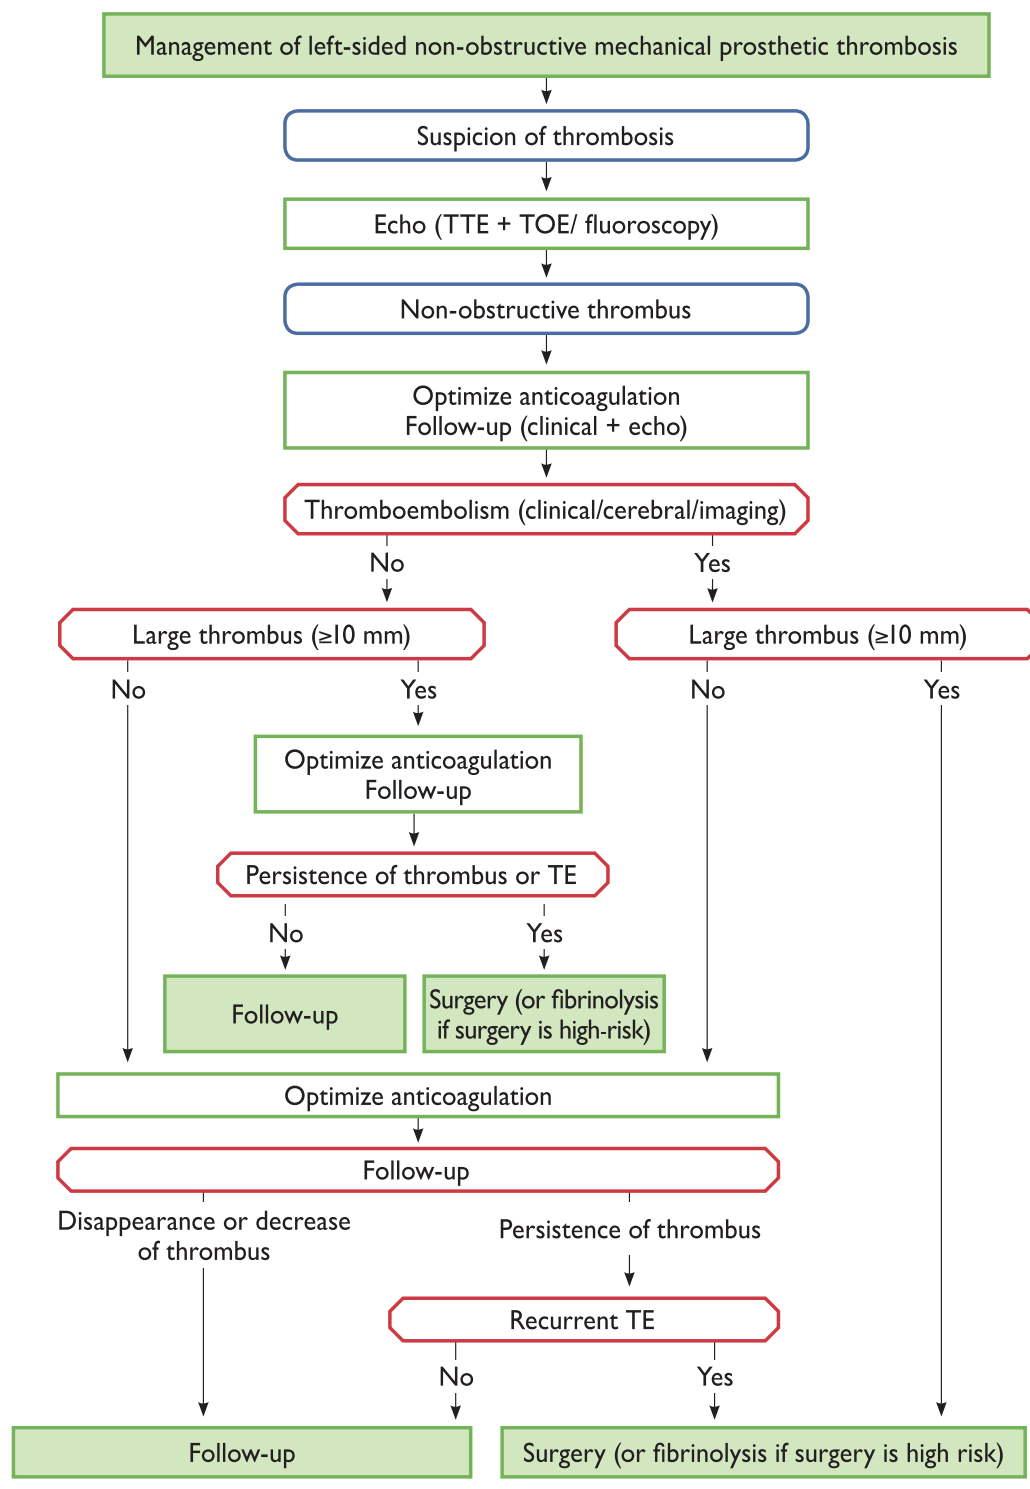 Management of left-sided non-obstructive mechanical prosthetic thrombosis
Suspicion of thrombosis
Echo (TTE + TOE/ fluoroscopy)
Non-obstructive thrombus
Optimize anticoagulation
Follow-up (clinical + echo)
Thromboembolism (clinical/cerebral/imaging)
No
Yes
Large thrombus (≥10 mm)
Large thrombus (≥10 mm)
No
Yes
No
Yes
Optimize anticoagulation
Follow-up
Persistence of thrombus or TE
No
Yes
Follow-up
Surgery (or fibrinolysis
if surgery is high-risk)
Optimize anticoagulation
Follow-up
Disappearance or decrease
of thrombus
Persistence of thrombus
Recurrent TE
No
Yes
Follow-up
Surgery (or fibrinolysis if surgery is high risk)